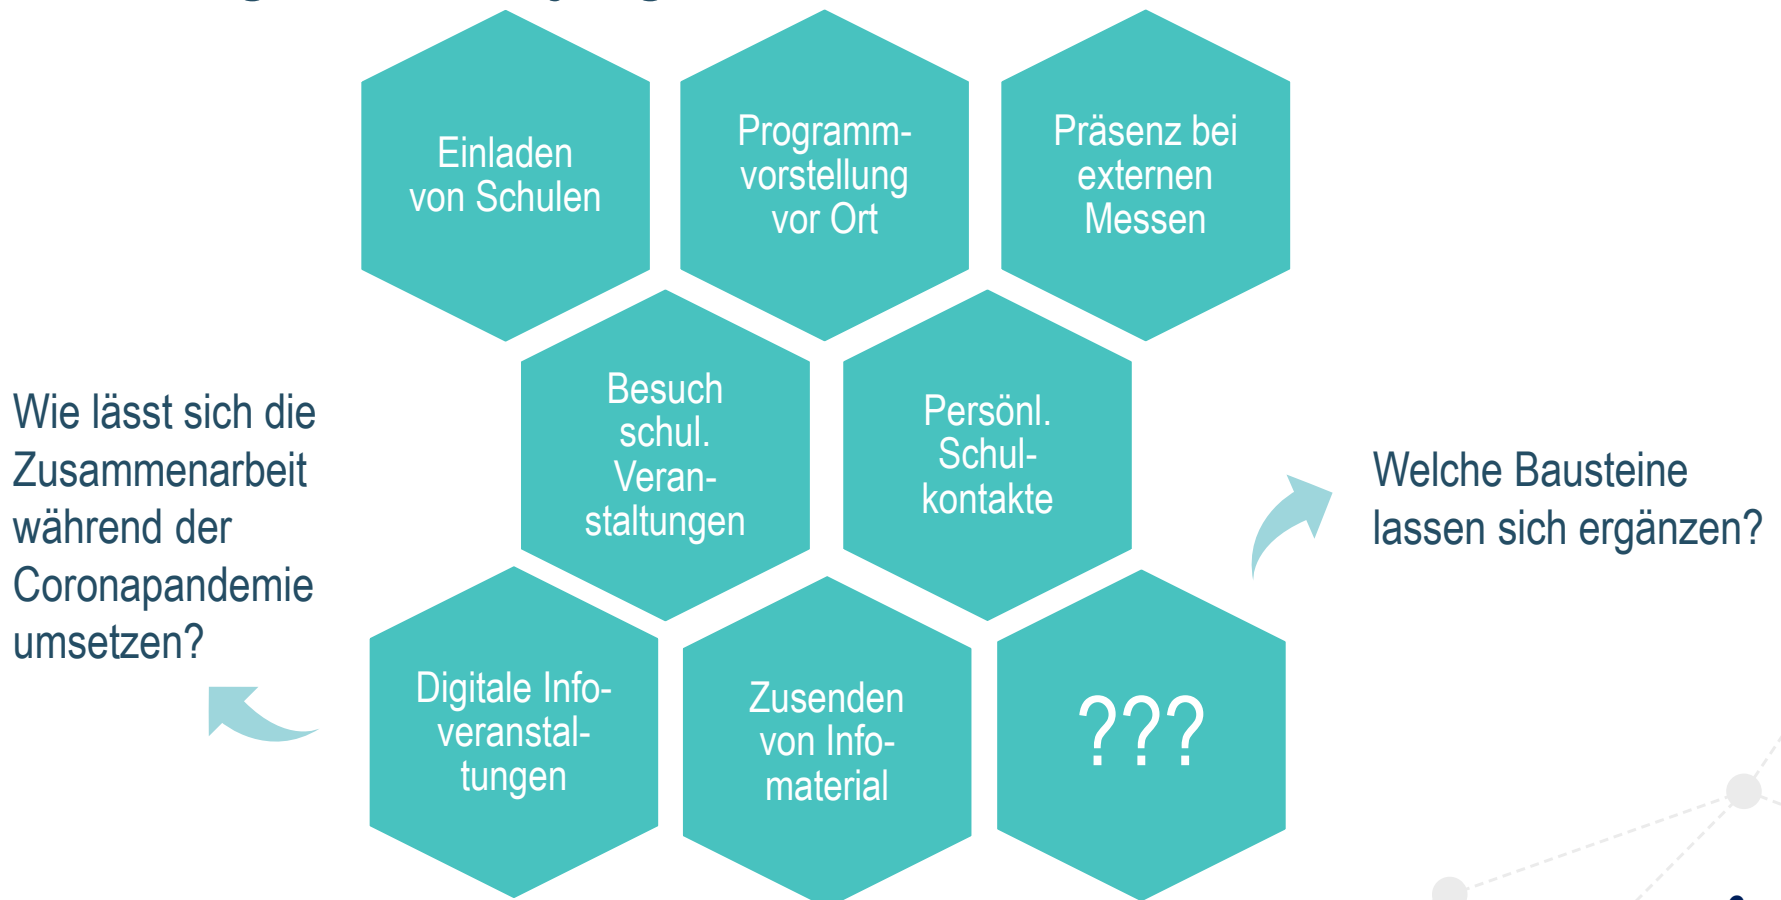 Einladen
von Schulen
Programm-
vorstellung
vor Ort
Präsenz bei
externen
Messen
Besuch
schul.
Veran-
staltungen
Persönl.
Schul-
kontakte
Wie lässt sich die
Zusammenarbeit
während der
Coronapandemie
umsetzen?
Welche Bausteine
lassen sich ergänzen?
Digitale Info-
veranstal-
tungen
Zusenden
von Info-
material
???